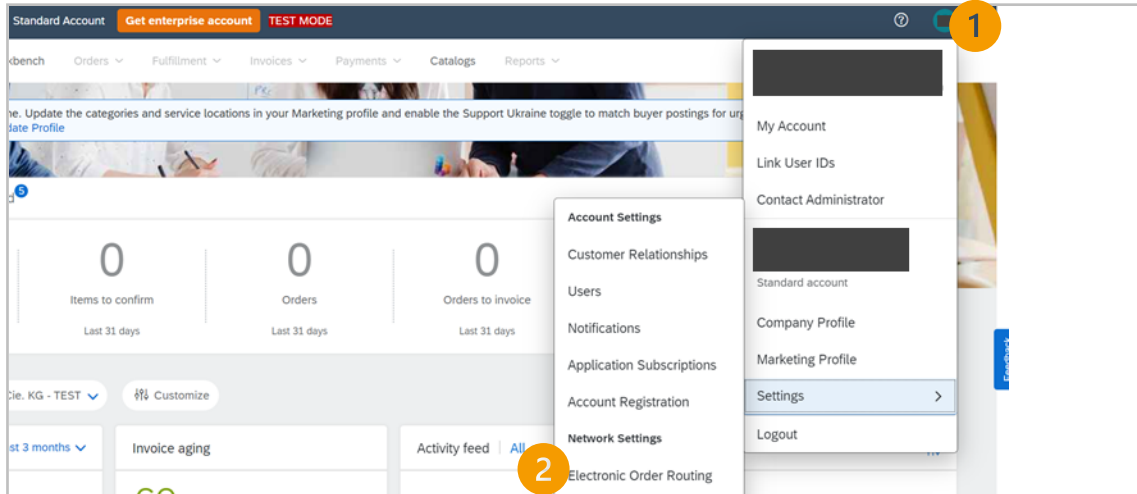 Standard Account Get enterprise account TEST MODE
1
kbench Orders Fulfillment Invoices Payments Catalogs Reports
ne. Update the categories and service locations in your Marketing profile and enable the Support Ukraine toggle to match buyer postings for urg
date Profile
d 5
0
Items to confirm
Last 31 days
0
Orders
Last 31 days
0
Orders to invoice
Last 31 days
Cie. KG - TEST Customize
st 3 months
Invoice aging
Activity feed All
My Account
Link User IDs
Contact Administrator
Standard account
Company Profile
Marketing Profile
Settings
Logout
Account Settings
Customer Relationships
Users
Notifications
Application Subscriptions
Account Registration
Network Settings
2
Electronic Order Routing
Feedback